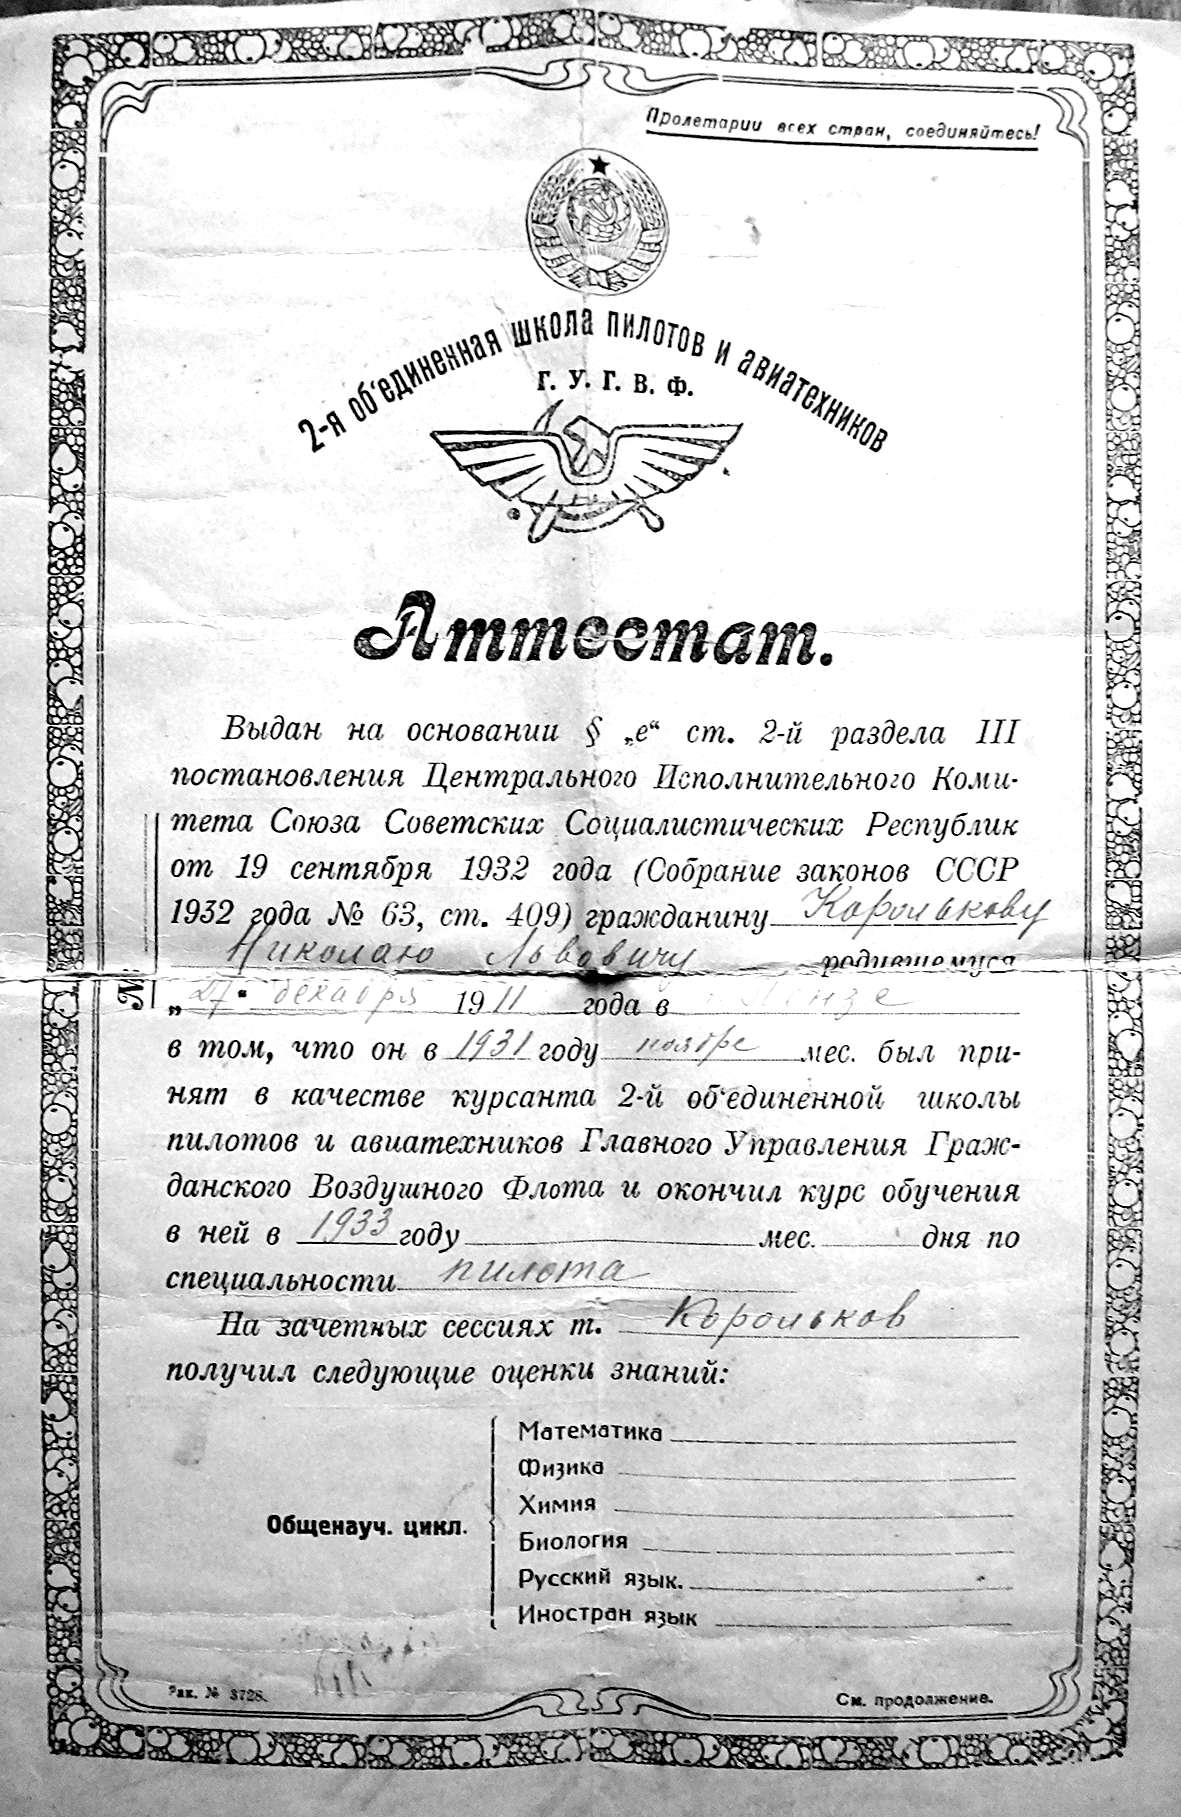 Пролетарии всех стран, соединяйтесь!
2-я об'единенная школа пилотов и авиатехников
Г. У. Г. В. Ф.
Аттестат.
Выдан на основании § „е“ ст. 2-й раздела III
постановления Центрального Исполнительного Коми-
тета Союза Советских Социалистических Республик
от 19 сентября 1932 года (Собрание законов СССР
1932 года № 63, ст. 409) гражданину Королькову
Николаю Львовичу родившемуся
„27“ декабря 1911 года в Пензе
в том, что он в 1931 году ноябре мес. был при-
нят в качестве курсанта 2-й об'единенной школы
пилотов и авиатехников Главного Управления Граж-
данского Воздушного Флота и окончил курс обучения
в ней в 1933 году мес. дня по
специальности пилота
На зачетных сессиях т. Корольков
получил следующие оценки знаний:
Общенауч. цикл.
Математика
Физика
Химия
Биология
Русский язык.
Иностран язык
№
Зак. № 3728.
См. продолжение.